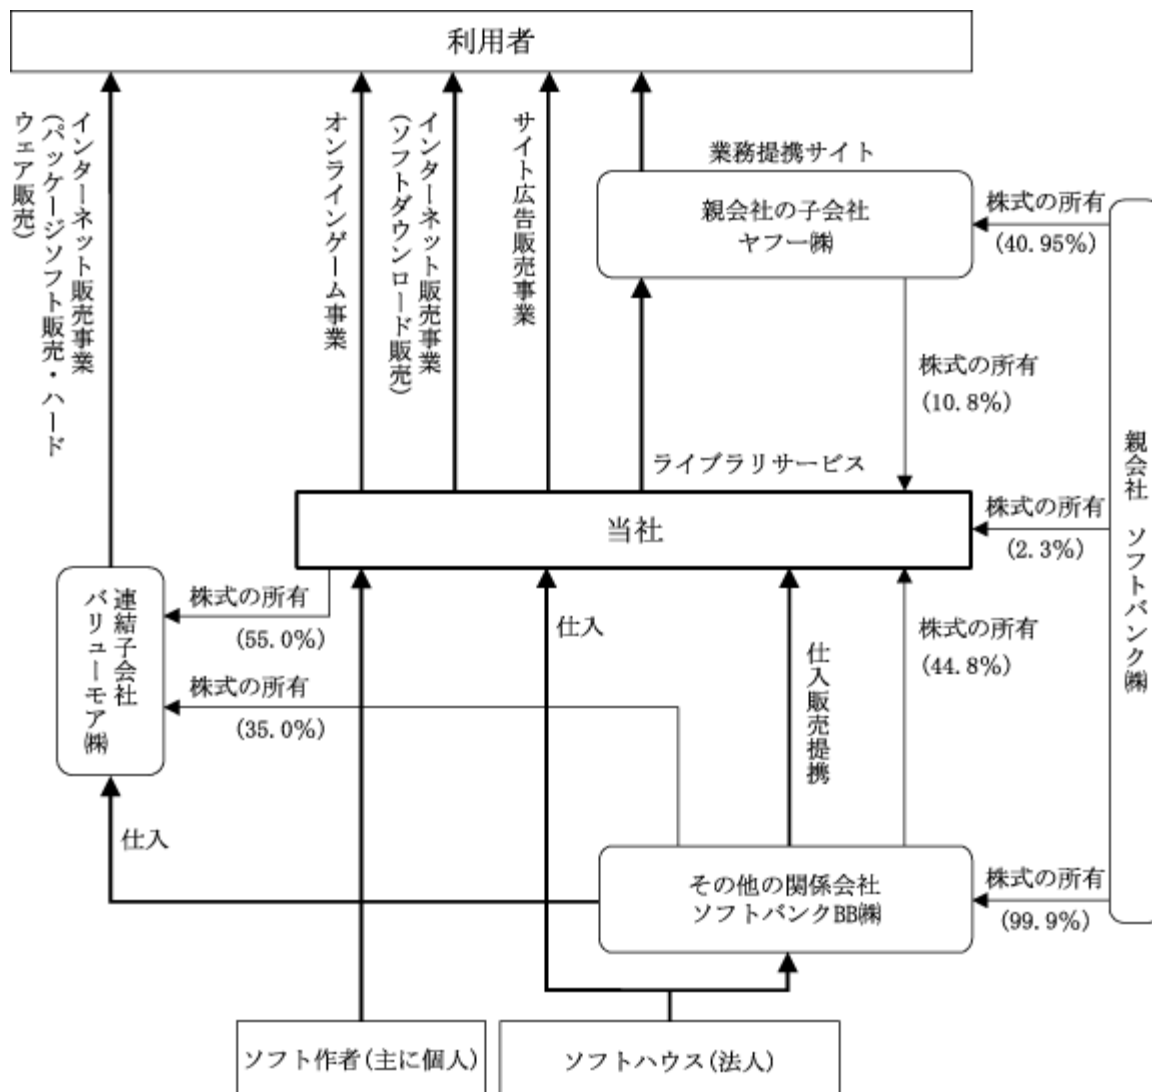 利用者
インターネット販売事業
(パッケージソフト販売・ハード
ウェア販売)
オンラインゲーム事業
インターネット販売事業
(ソフトダウンロード販売)
サイト広告販売事業
業務提携サイト
親会社の子会社
ヤフー㈱
株式の所有
(40.95%)
株式の所有
(10.8%)
ライブラリサービス
当社
株式の所有
(2.3%)
親会社 ソフトバンク㈱
連結子会社
バリューモア㈱
株式の所有
(55.0%)
仕入
仕入販売提携
株式の所有
(44.8%)
株式の所有
(35.0%)
仕入
その他の関係会社
ソフトバンクBB㈱
株式の所有
(99.9%)
ソフト作者(主に個人)
ソフトハウス(法人)